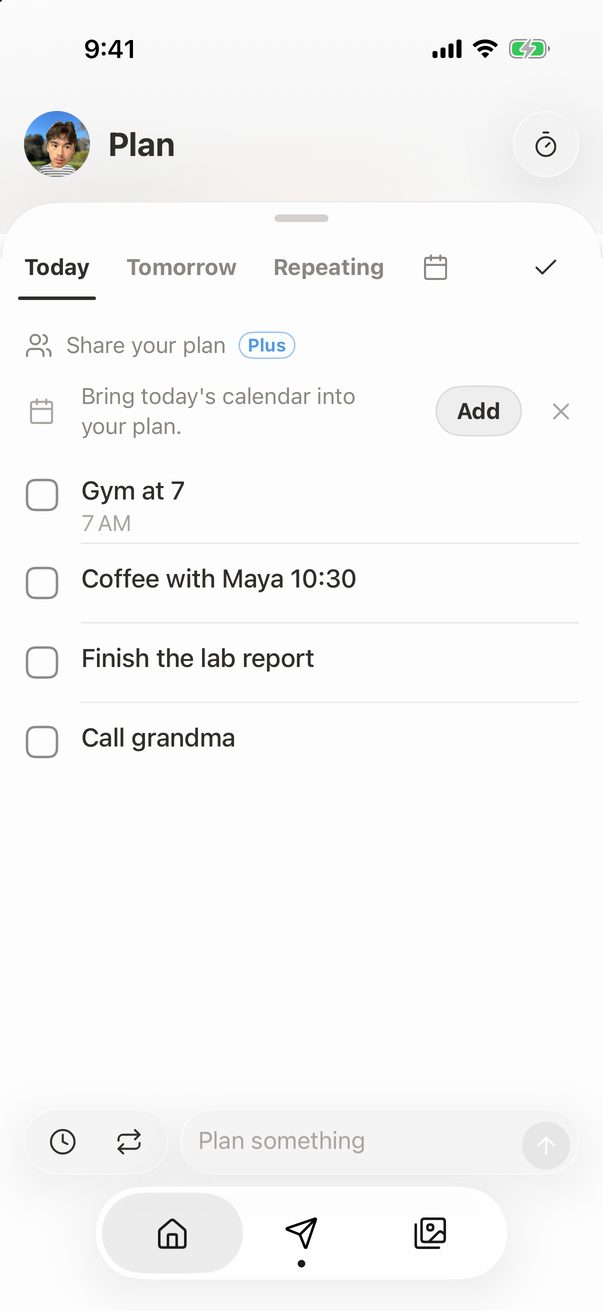 9:41
Plan
Today Tomorrow Repeating
Share your plan Plus
Bring today's calendar into
your plan.
Add
Gym at 7
7 AM
Coffee with Maya 10:30
Finish the lab report
Call grandma
Plan something